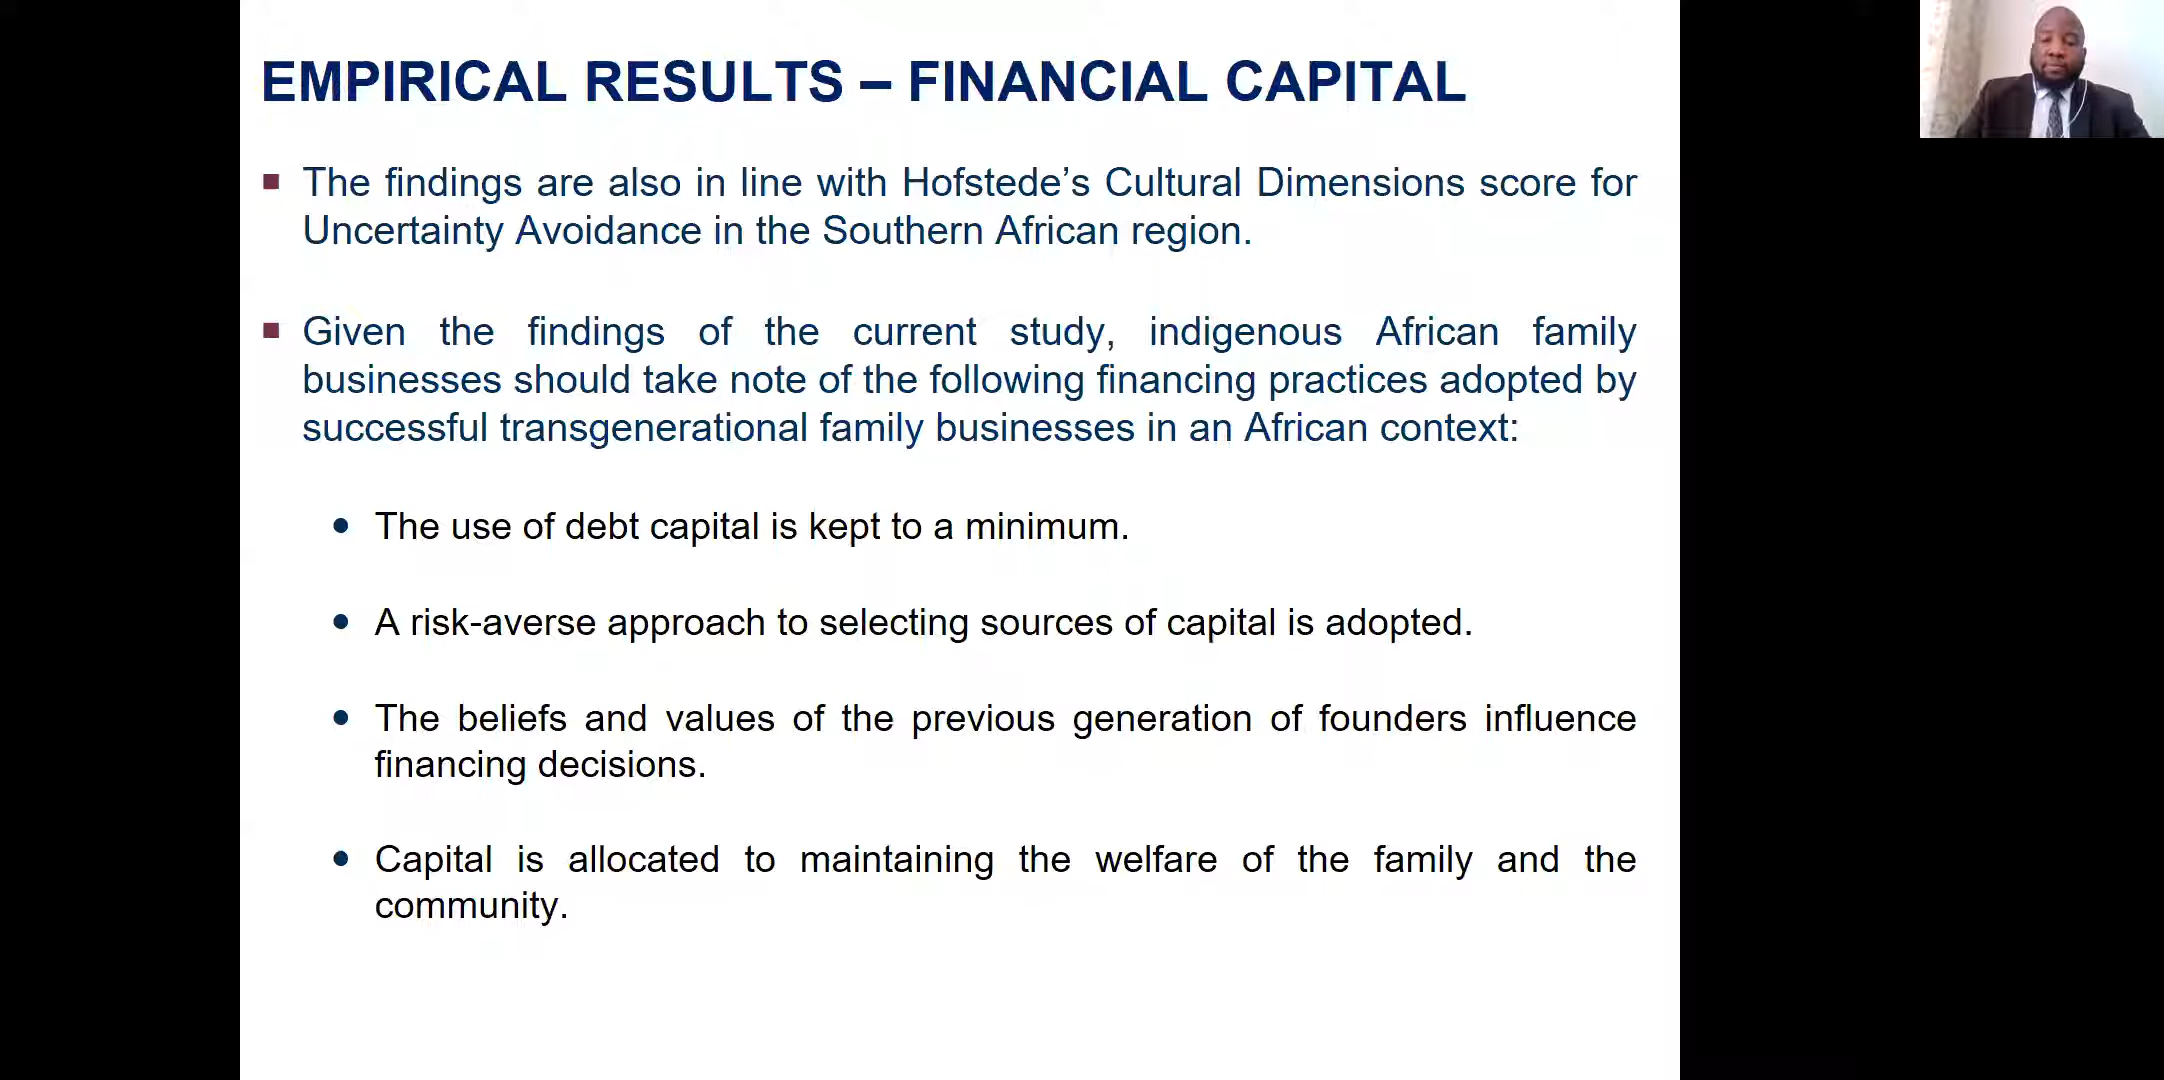 EMPIRICAL RESULTS – FINANCIAL CAPITAL
The findings are also in line with Hofstede’s Cultural Dimensions score for
Uncertainty Avoidance in the Southern African region.
Given the findings of the current study, indigenous African family
businesses should take note of the following financing practices adopted by
successful transgenerational family businesses in an African context:
The use of debt capital is kept to a minimum.
A risk-averse approach to selecting sources of capital is adopted.
The beliefs and values of the previous generation of founders influence
financing decisions.
Capital is allocated to maintaining the welfare of the family and the
community.